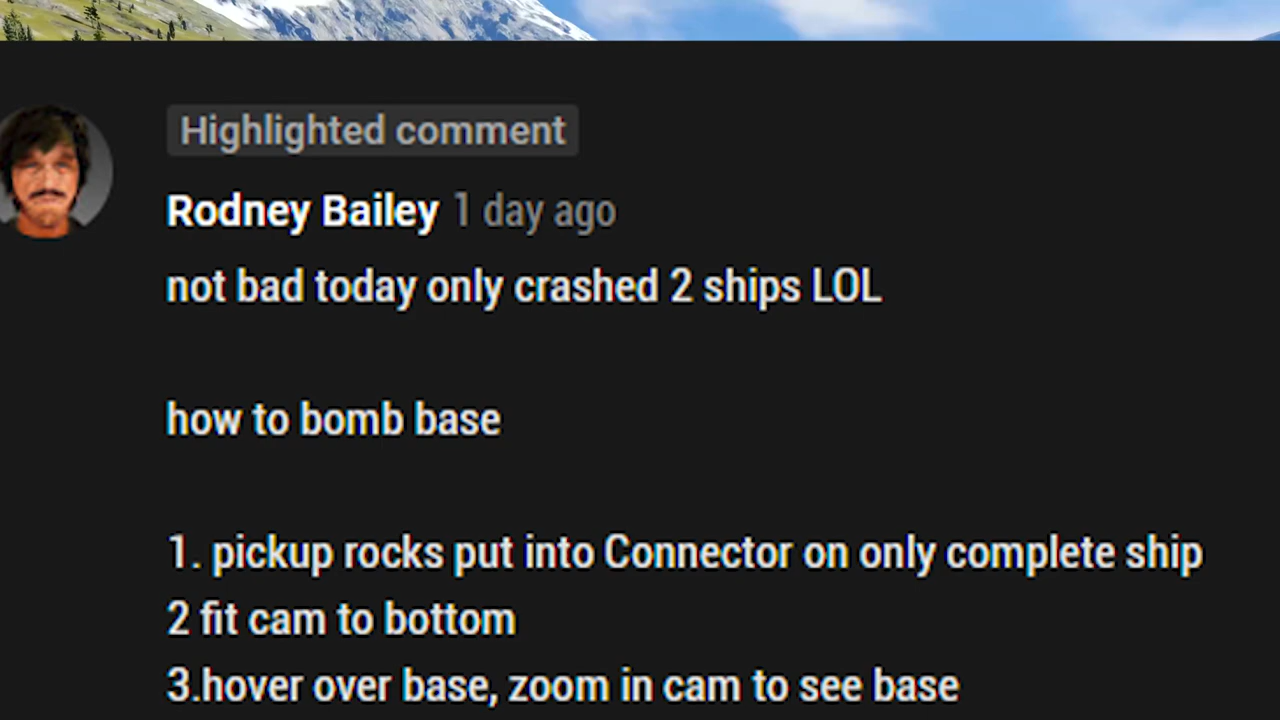 Highlighted comment
Rodney Bailey 1 day ago
not bad today only crashed 2 ships LOL
how to bomb base
1. pickup rocks put into Connector on only complete ship
2 fit cam to bottom
3.hover over base, zoom in cam to see base